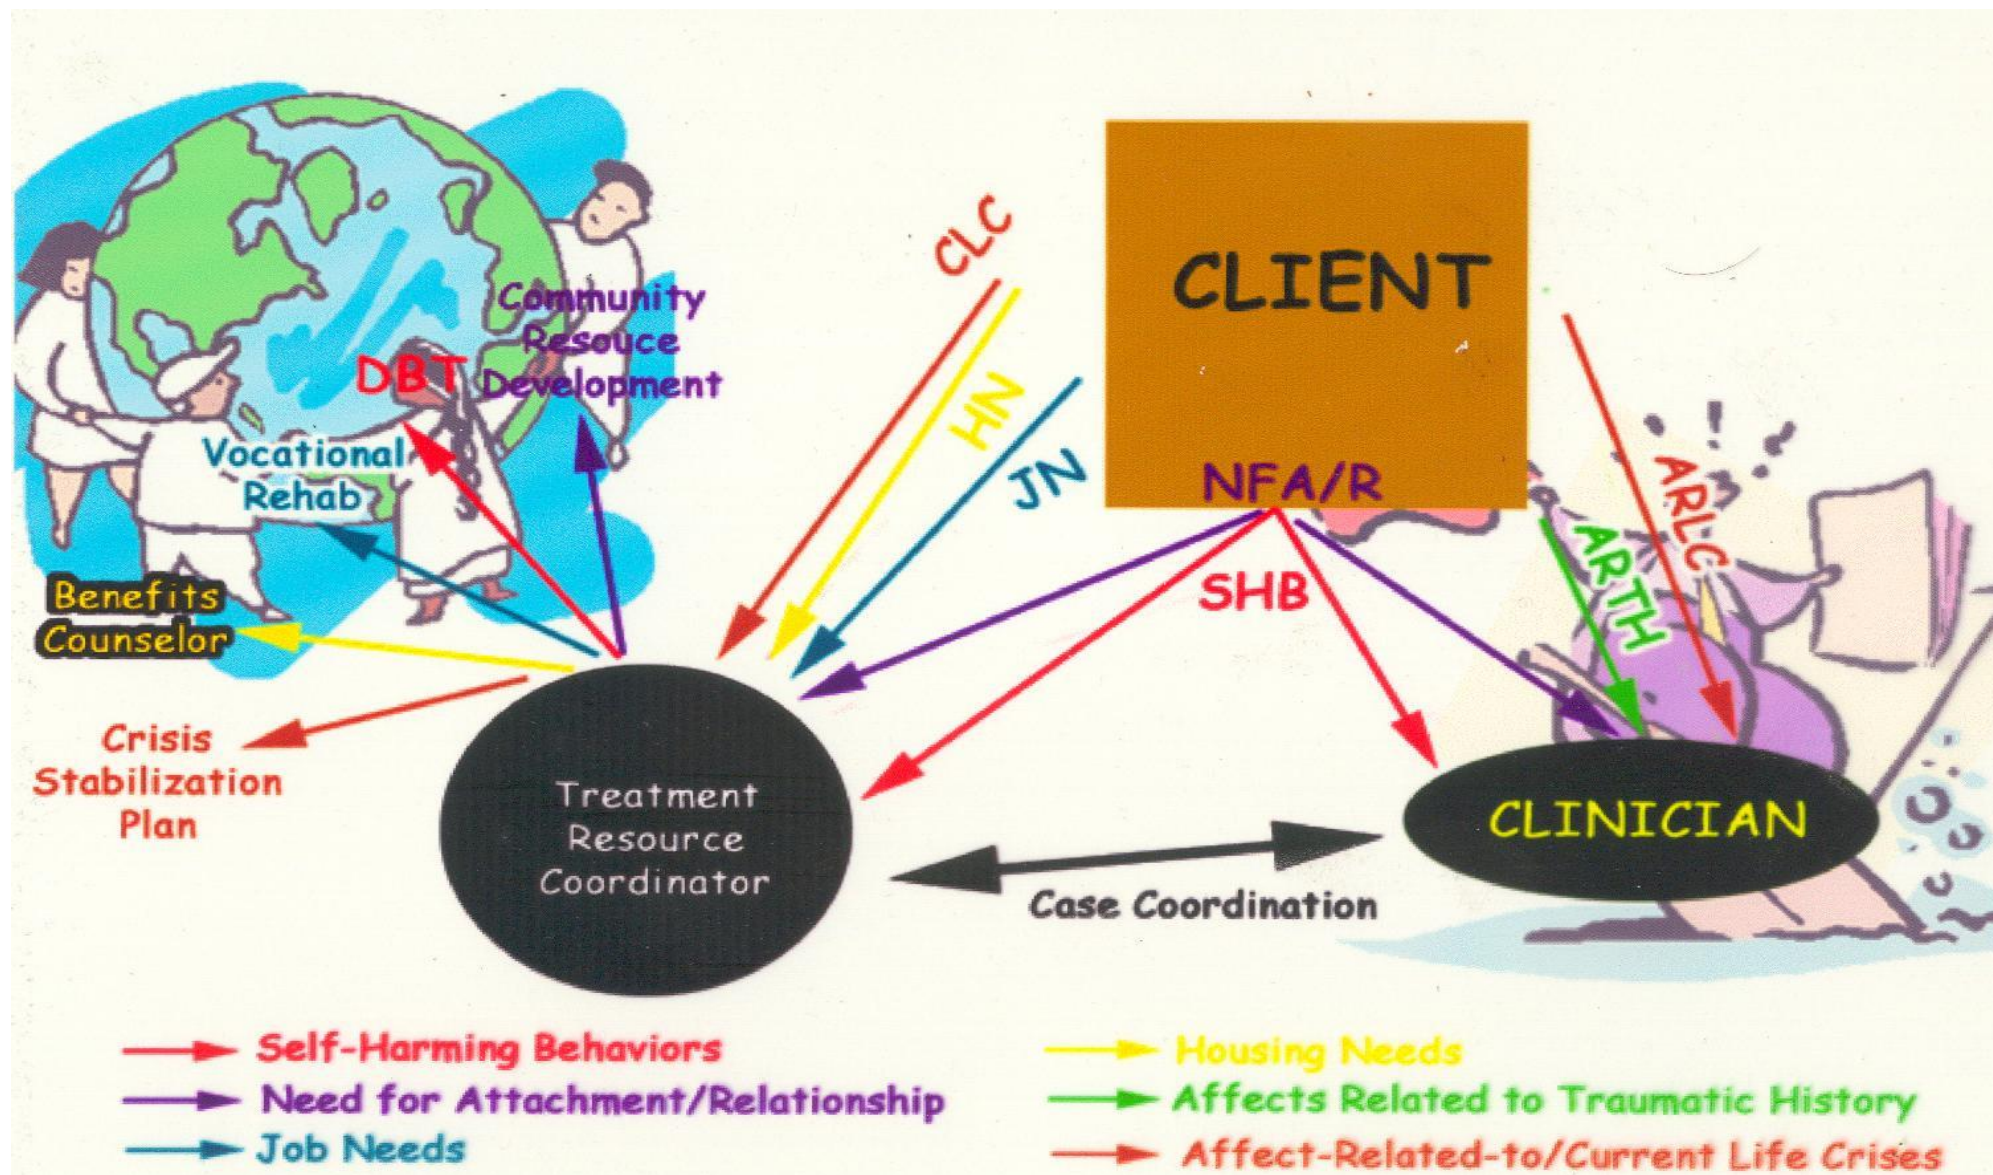 CLIENT
CLC
HN
JN
NFA/R
SHB
ARLC
ARTH
Community
Resouce
Development
DBT
Vocational
Rehab
Benefits
Counselor
Crisis
Stabilization
Plan
Treatment
Resource
Coordinator
CLINICIAN
Case Coordination
Self-Harming Behaviors
Need for Attachment/Relationship
Job Needs
Housing Needs
Affects Related to Traumatic History
Affect-Related-to/Current Life Crises